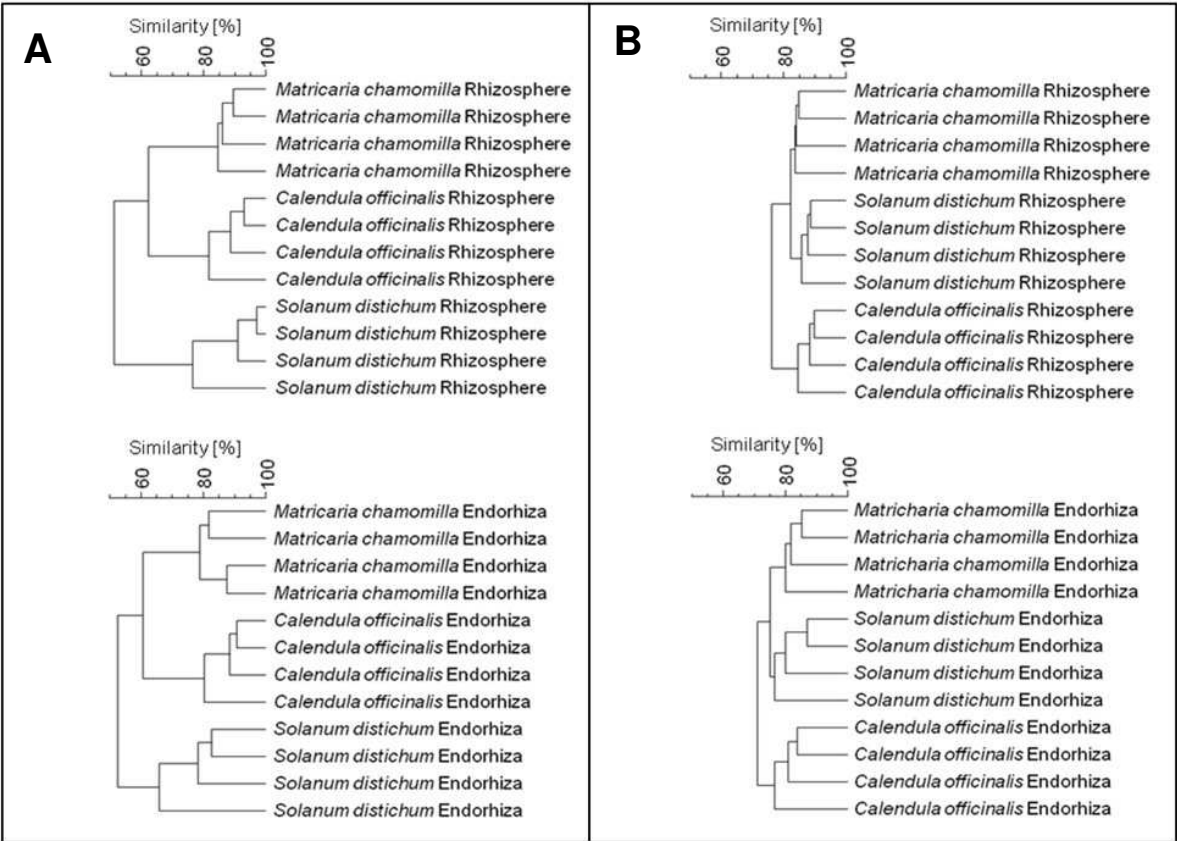 A
Similarity [%]
60 80 100
Matricaria chamomilla Rhizosphere
Matricaria chamomilla Rhizosphere
Matricaria chamomilla Rhizosphere
Matricaria chamomilla Rhizosphere
Calendula officinalis Rhizosphere
Calendula officinalis Rhizosphere
Calendula officinalis Rhizosphere
Calendula officinalis Rhizosphere
Solanum distichum Rhizosphere
Solanum distichum Rhizosphere
Solanum distichum Rhizosphere
Solanum distichum Rhizosphere
Similarity [%]
60 80 100
Matricaria chamomilla Endorhiza
Matricaria chamomilla Endorhiza
Matricaria chamomilla Endorhiza
Matricaria chamomilla Endorhiza
Calendula officinalis Endorhiza
Calendula officinalis Endorhiza
Calendula officinalis Endorhiza
Calendula officinalis Endorhiza
Solanum distichum Endorhiza
Solanum distichum Endorhiza
Solanum distichum Endorhiza
Solanum distichum Endorhiza
B
Similarity [%]
60 80 100
Matricaria chamomilla Rhizosphere
Matricaria chamomilla Rhizosphere
Matricaria chamomilla Rhizosphere
Matricaria chamomilla Rhizosphere
Solanum distichum Rhizosphere
Solanum distichum Rhizosphere
Solanum distichum Rhizosphere
Solanum distichum Rhizosphere
Calendula officinalis Rhizosphere
Calendula officinalis Rhizosphere
Calendula officinalis Rhizosphere
Calendula officinalis Rhizosphere
Similarity [%]
60 80 100
Matricharia chamomilla Endorhiza
Matricharia chamomilla Endorhiza
Matricharia chamomilla Endorhiza
Matricharia chamomilla Endorhiza
Solanum distichum Endorhiza
Solanum distichum Endorhiza
Solanum distichum Endorhiza
Solanum distichum Endorhiza
Calendula officinalis Endorhiza
Calendula officinalis Endorhiza
Calendula officinalis Endorhiza
Calendula officinalis Endorhiza